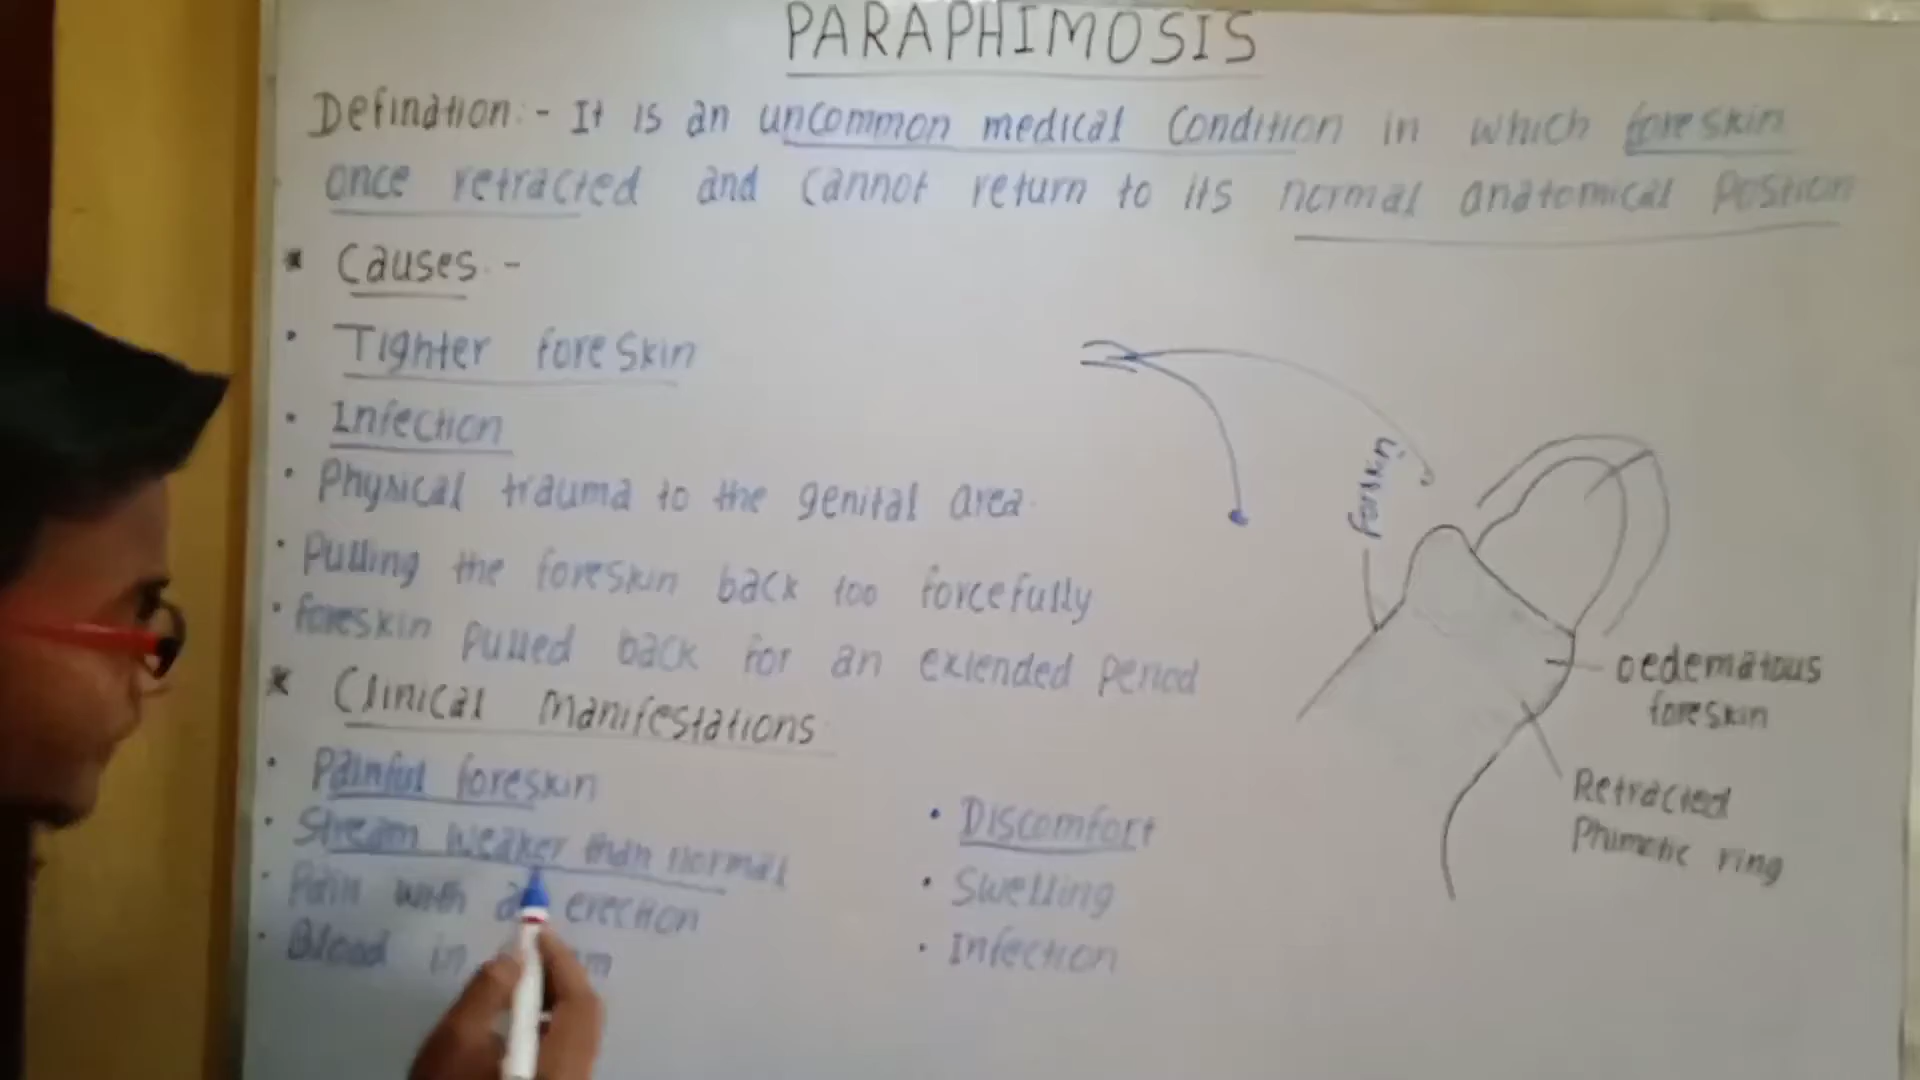 PARAPHIMOSIS
Defination:- It is an uncommon medical Condition in which foreskin
once retracted and cannot return to its normal anatomical Postion
* Causes:-
• Tighter foreskin
• Infection
• Physical trauma to the genital area.
• Pulling the foreskin back too forcefully
• foreskin pulled back for an extended period
* Clinical manifestations
• Painful foreskin
• Stream weaker than normal
• Pain with erection
• Blood in
• Discomfort
• Swelling
• Infection
foreskin
oedematous
foreskin
Retracted
Phimotic ring